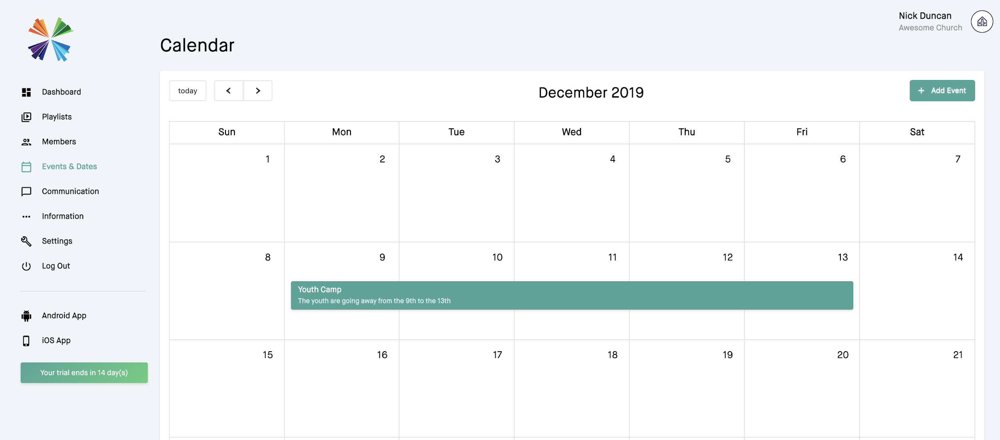 Nick Duncan
Awesome Church
Calendar
Dashboard
Playlists
Members
Events & Dates
Communication
Information
Settings
Log Out
Android App
iOS App
Your trial ends in 14 day(s)
today
December 2019
+ Add Event
Sun Mon Tue Wed Thu Fri Sat
1 2 3 4 5 6 7
8 9 10 11 12 13 14
Youth Camp
The youth are going away from the 9th to the 13th
15 16 17 18 19 20 21